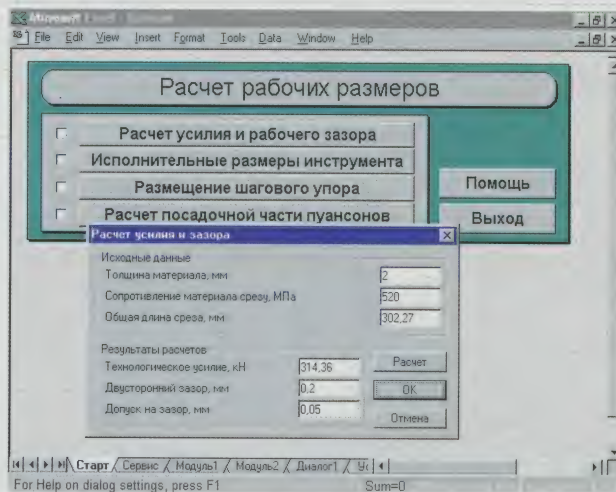 Microsoft Excel
File Edit View Insert Format Tools Data Window Help
Расчет рабочих размеров
Расчет усилия и рабочего зазора
Исполнительные размеры инструмента
Размещение шагового упора
Расчет посадочной части пуансонов
Помощь
Выход
Расчет усилия и зазора
Исходные данные
Толщина материала, мм 2
Сопротивление материала срезу, МПа 520
Общая длина среза, мм 302,27
Результаты расчетов
Технологическое усилие, кН 314,36
Двусторонний зазор, мм 0,2
Допуск на зазор, мм 0,05
Расчет
OK
Отмена
Старт Сервис Модуль1 Модуль2 Диалог1
For Help on dialog settings, press F1 Sum=0